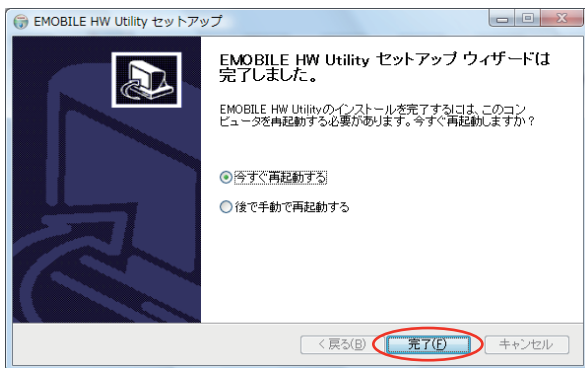 EMOBILE HW Utility セットアップ
EMOBILE HW Utility セットアップ ウィザードは
完了しました。
EMOBILE HW Utilityのインストールを完了するには、このコン
ピュータを再起動する必要があります。今すぐ再起動しますか？
今すぐ再起動する
後で手動で再起動する
< 戻る(B)
完了(F)
キャンセル